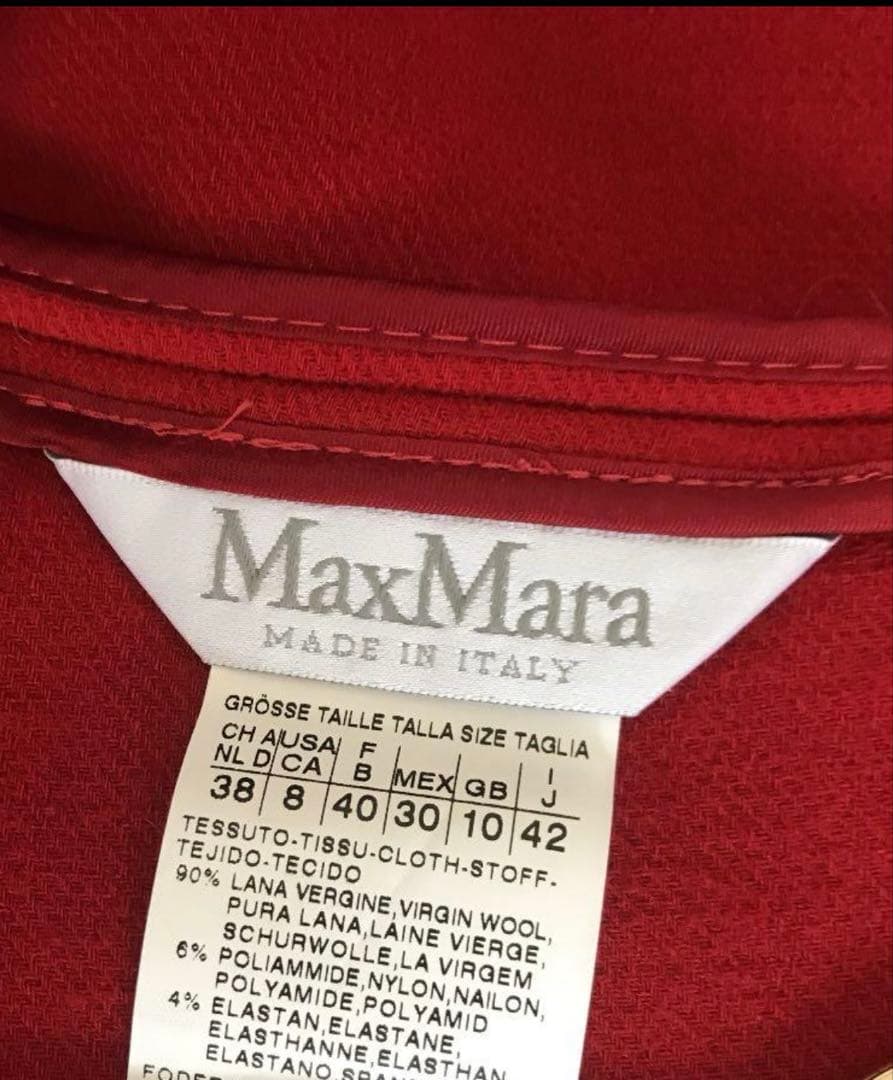 MaxMara
MADE IN ITALY
GRÖSSE TAILLE TALLA SIZE TAGLIA
CH A USA F MEX GB I
NL D CA B J
38 8 40 30 10 42
TESSUTO-TISSU-CLOTH-STOFF-
TEJIDO-TECIDO
90% LANA VERGINE,VIRGIN WOOL,
PURA LANA,LAINE VIERGE,
SCHURWOLLE,LA VIRGEM
6% POLIAMMIDE,NYLON,NAILON,
POLYAMIDE,POLYAMID
4% ELASTAN,ELASTANE,
ELASTHANNE,ELASTHAN
ELASTANO,